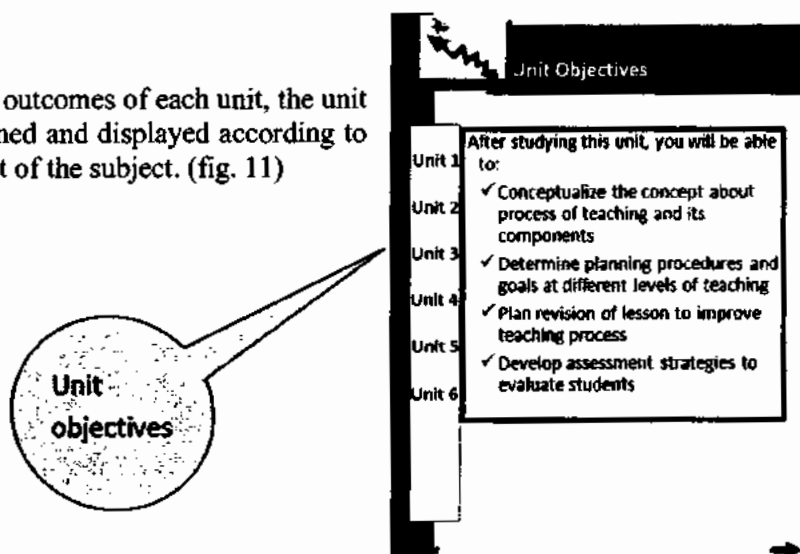 outcomes of each unit, the unit
ned and displayed according to
t of the subject. (fig. 11)
Unit
objectives
Unit Objectives
Unit 1
Unit 2
Unit 3
Unit 4
Unit 5
Unit 6
After studying this unit, you will be able
to:
✓ Conceptualize the concept about
process of teaching and its
components
✓ Determine planning procedures and
goals at different levels of teaching
✓ Plan revision of lesson to improve
teaching process
✓ Develop assessment strategies to
evaluate students